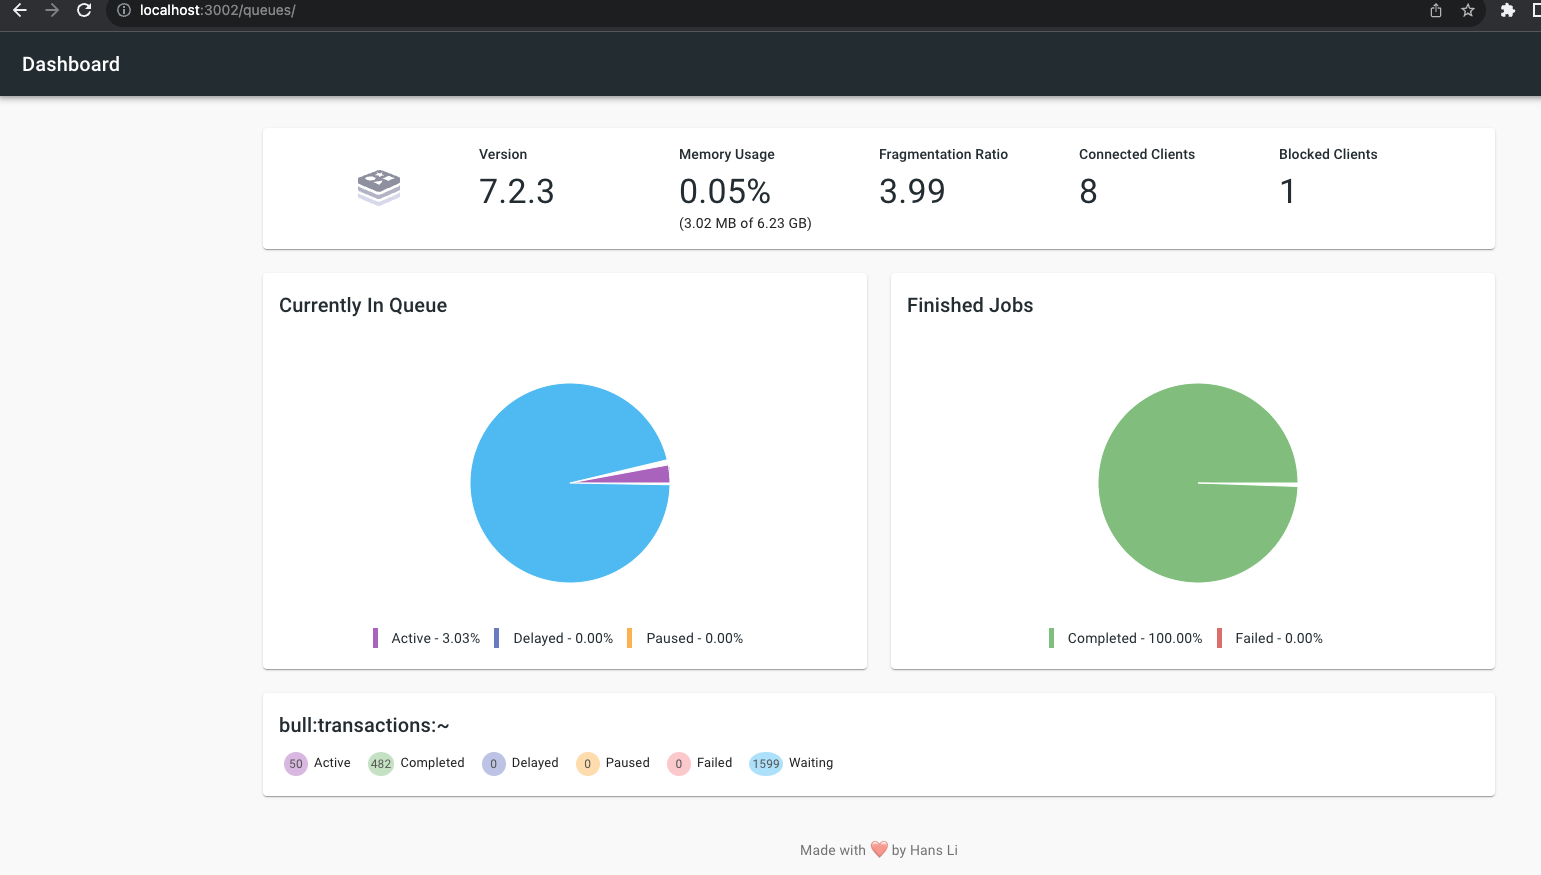 localhost:3002/queues/
Dashboard
Version
7.2.3
Memory Usage
0.05%
(3.02 MB of 6.23 GB)
Fragmentation Ratio
3.99
Connected Clients
8
Blocked Clients
1
Currently In Queue
Active - 3.03% Delayed - 0.00% Paused - 0.00%
Finished Jobs
Completed - 100.00% Failed - 0.00%
bull:transactions:~
50 Active 482 Completed 0 Delayed 0 Paused 0 Failed 1599 Waiting
Made with ❤️ by Hans Li